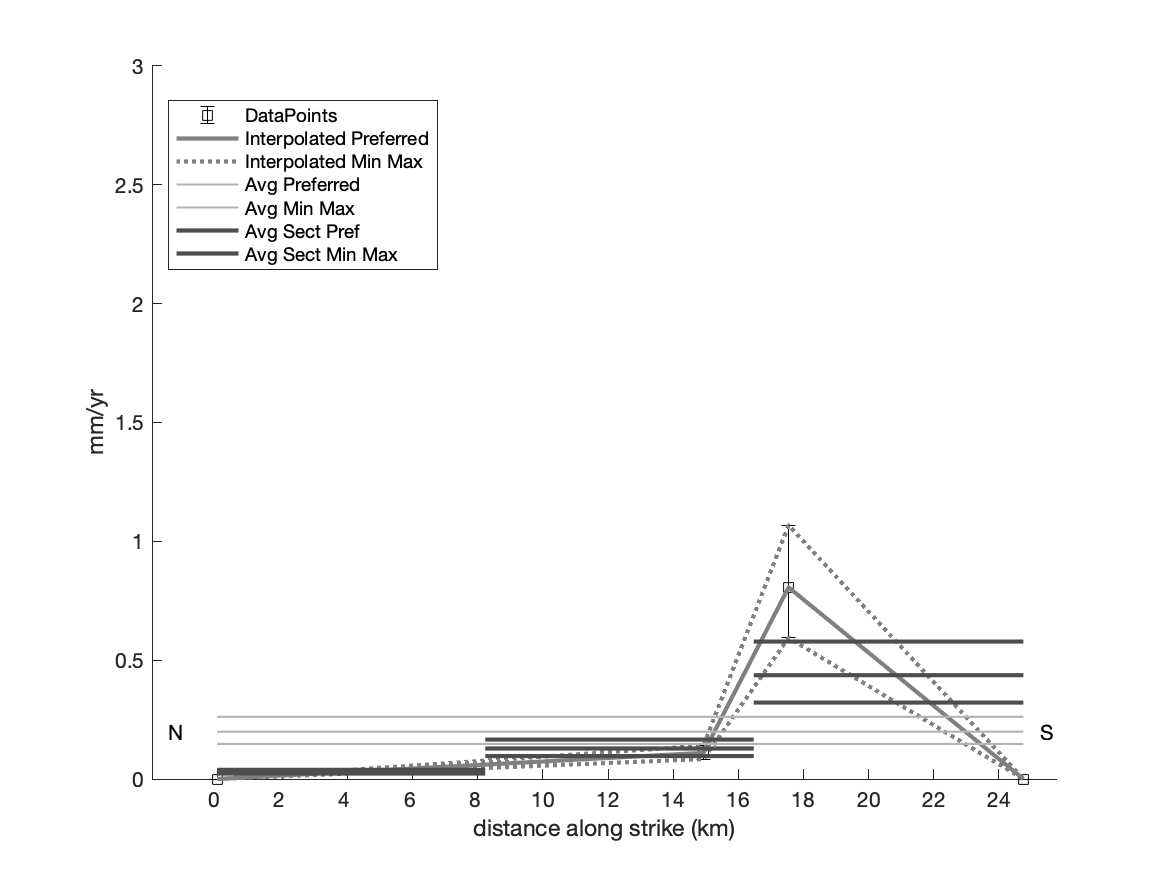 3
DataPoints
Interpolated Preferred
Interpolated Min Max
2.5
Avg Preferred
Avg Min Max
Avg Sect Pref
Avg Sect Min Max
2
mm/yr
1.5
1
0.5
N
S
0
0 2 4 6 8 10 12 14 16 18 20 22 24
distance along strike (km)